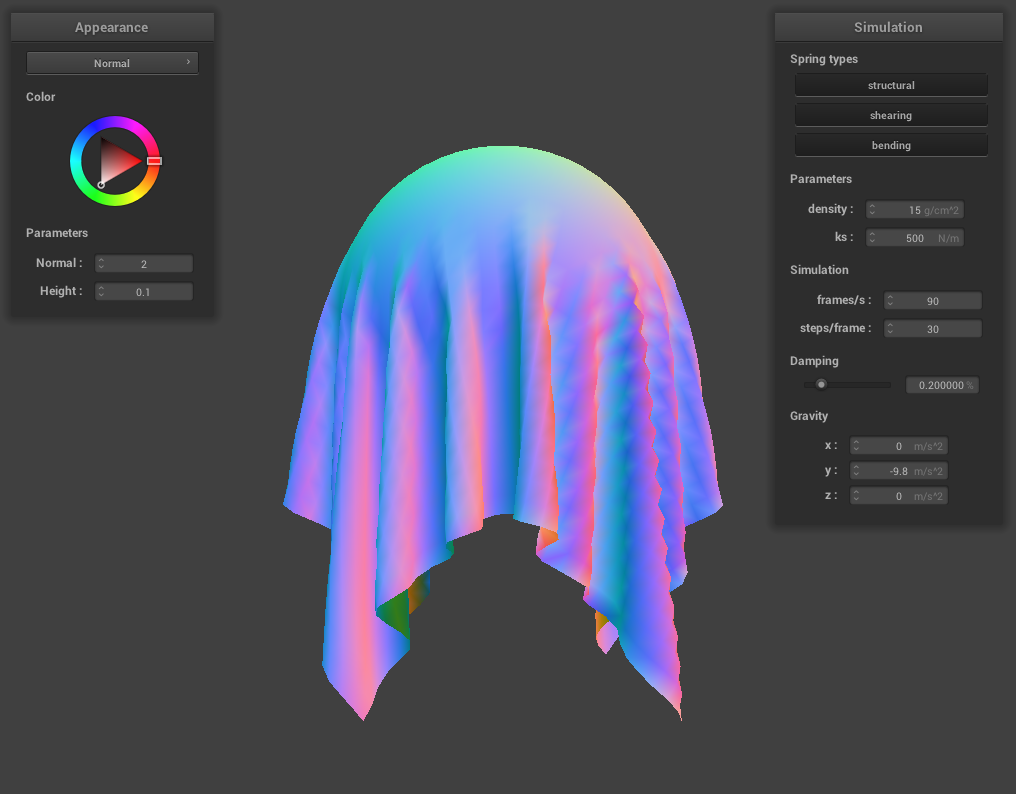 Appearance
Normal
Color
Parameters
Normal : 2
Height : 0.1
Simulation
Spring types
structural
shearing
bending
Parameters
density : 15 g/cm^2
ks : 500 N/m
Simulation
frames/s : 90
steps/frame : 30
Damping
0.200000 %
Gravity
x : 0 m/s^2
y : -9.8 m/s^2
z : 0 m/s^2